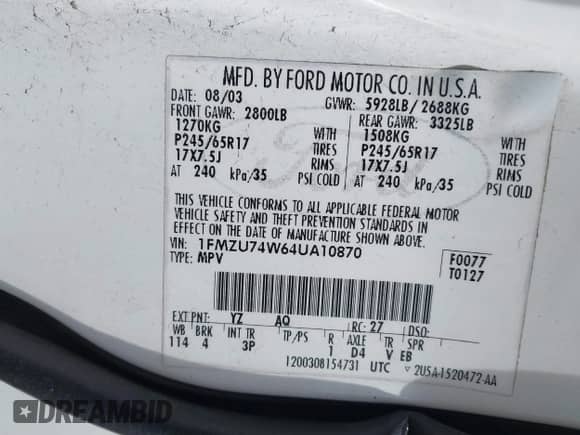 MFD. BY FORD MOTOR CO. IN U.S.A.
DATE 08/03 GVWR: 5928LB/ 2688KG
FRONT GAWR: 2800LB REAR GAWR: 3325LB
1270KG WITH 1508KG WITH
P245/65R17 TIRES P245/65R17 TIRES
17X7.5J RIMS 17X7.5J RIMS
AT 240 kPa/35 PSI COLD AT 240 kPa/35 PSI COLD
Ford
THIS VEHICLE CONFORMS TO ALL APPLICABLE FEDERAL MOTOR
VEHICLE SAFETY AND THEFT PREVENTION STANDARDS IN
EFFECT ON THE DATE OF MANUFACTURE SHOWN ABOVE.
VIN: 1FMZU74W64UA10870 F0077
TYPE: MPV T0127
EXT PNT: YZ AQ RC: 27 DSO:
WB BRK INT TR TP/PS R AXLE TR SPR
114 4 3P 1 D4 V EB
1200308154731 UTC ▽ 2U5A-1520472-AA
DREAMBID